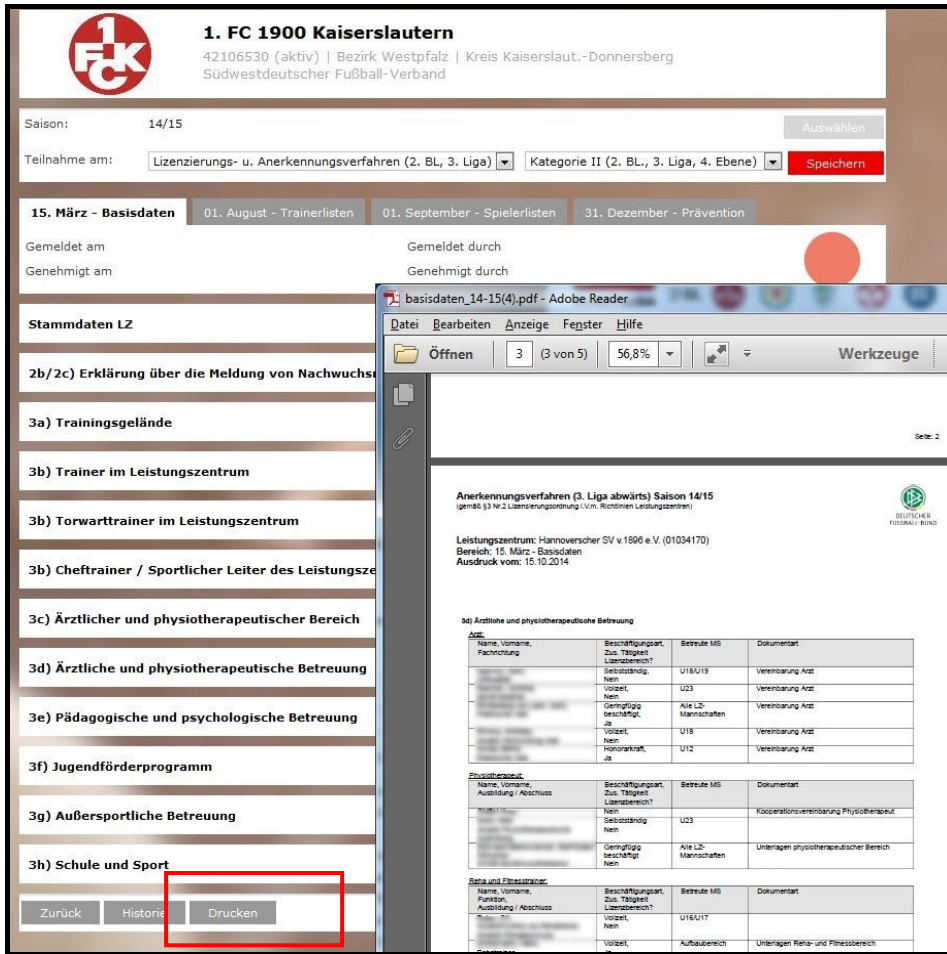 1
FCK
1. FC 1900 Kaiserslautern
42106530 (aktiv) | Bezirk Westpfalz | Kreis Kaiserslaut.-Donnersberg
Südwestdeutscher Fußball-Verband
Saison: 14/15 Auswählen
Teilnahme am: Lizenzierungs- u. Anerkennungsverfahren (2. BL, 3. Liga) Kategorie II (2. BL., 3. Liga, 4. Ebene) Speichern
15. März - Basisdaten 01. August - Trainerlisten 01. September - Spielerlisten 31. Dezember - Prävention
Gemeldet am Gemeldet durch
Genehmigt am Genehmigt durch
Stammdaten LZ
2b/2c) Erklärung über die Meldung von Nachwuchs
3a) Trainingsgelände
3b) Trainer im Leistungszentrum
3b) Torwarttrainer im Leistungszentrum
3b) Cheftrainer / Sportlicher Leiter des Leistungsze
3c) Ärztlicher und physiotherapeutischer Bereich
3d) Ärztliche und physiotherapeutische Betreuung
3e) Pädagogische und psychologische Betreuung
3f) Jugendförderprogramm
3g) Außersportliche Betreuung
3h) Schule und Sport
Zurück Historie Drucken
basisdaten_14-15(4).pdf - Adobe Reader
Datei Bearbeiten Anzeige Fenster Hilfe
Öffnen 3 (3 von 5) 56,8% Werkzeuge
Seite: 2
Anerkennungsverfahren (3. Liga abwärts) Saison 14/15
(gemäß §3 Nr.2 Lizensierungsordnung i.V.m. Richtlinien Leistungszentren)
DEUTSCHER
FUSSBALL-BUND
Leistungszentrum: Hannoverscher SV v.1896 e.V. (01034170)
Bereich: 15. März - Basisdaten
Ausdruck vom: 15.10.2014
3d) Ärztliche und physiotherapeutische Betreuung
Arzt:
Name, Vorname, Beschäftigungsart, Betreute MS Dokumentart
Fachrichtung Zus. Tätigkeit
Lizenzbereich?
Selbstständig, U18/U19 Vereinbarung Arzt
Nein
Vollzeit, U23 Vereinbarung Arzt
Nein
Geringfügig Alle LZ- Vereinbarung Arzt
beschäftigt, Mannschaften
Ja
Vollzeit, U18 Vereinbarung Arzt
Nein
Honorarkraft, U12 Vereinbarung Arzt
Ja
Physiotherapeut:
Name, Vorname, Beschäftigungsart, Betreute MS Dokumentart
Ausbildung / Abschluss Zus. Tätigkeit
Lizenzbereich?
Nein Kooperationsvereinbarung Physiotherapeut
Selbstständig U23
Nein
Geringfügig Alle LZ- Unterlagen physiotherapeutischer Bereich
beschäftigt Mannschaften
Nein
Reha und Fitnesstrainer:
Name, Vorname, Beschäftigungsart, Betreute MS Dokumentart
Funktion, Zus. Tätigkeit
Ausbildung / Abschluss Lizenzbereich?
Vollzeit, U16/U17
Nein
Vollzeit, Aufbaubereich Unterlagen Reha- und Fitnessbereich